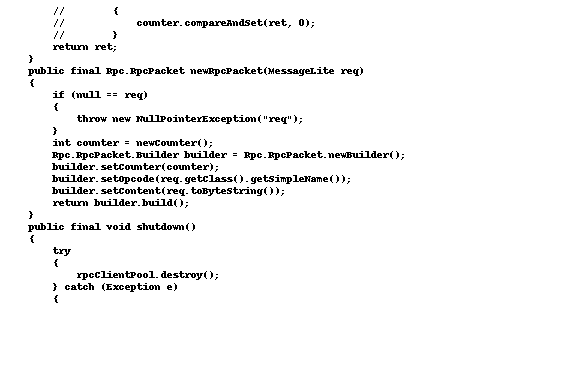 //        {
//            counter.compareAndSet(ret, 0);
//        }
return ret;
}
public final Rpc.RpcPacket newRpcPacket(MessageLite req)
{
if (null == req)
{
throw new NullPointerException("req");
}
int counter = newCounter();
Rpc.RpcPacket.Builder builder = Rpc.RpcPacket.newBuilder();
builder.setCounter(counter);
builder.setOpcode(req.getClass().getSimpleName());
builder.setContent(req.toByteString());
return builder.build();
}
public final void shutdown()
{
try
{
rpcClientPool.destroy();
} catch (Exception e)
{